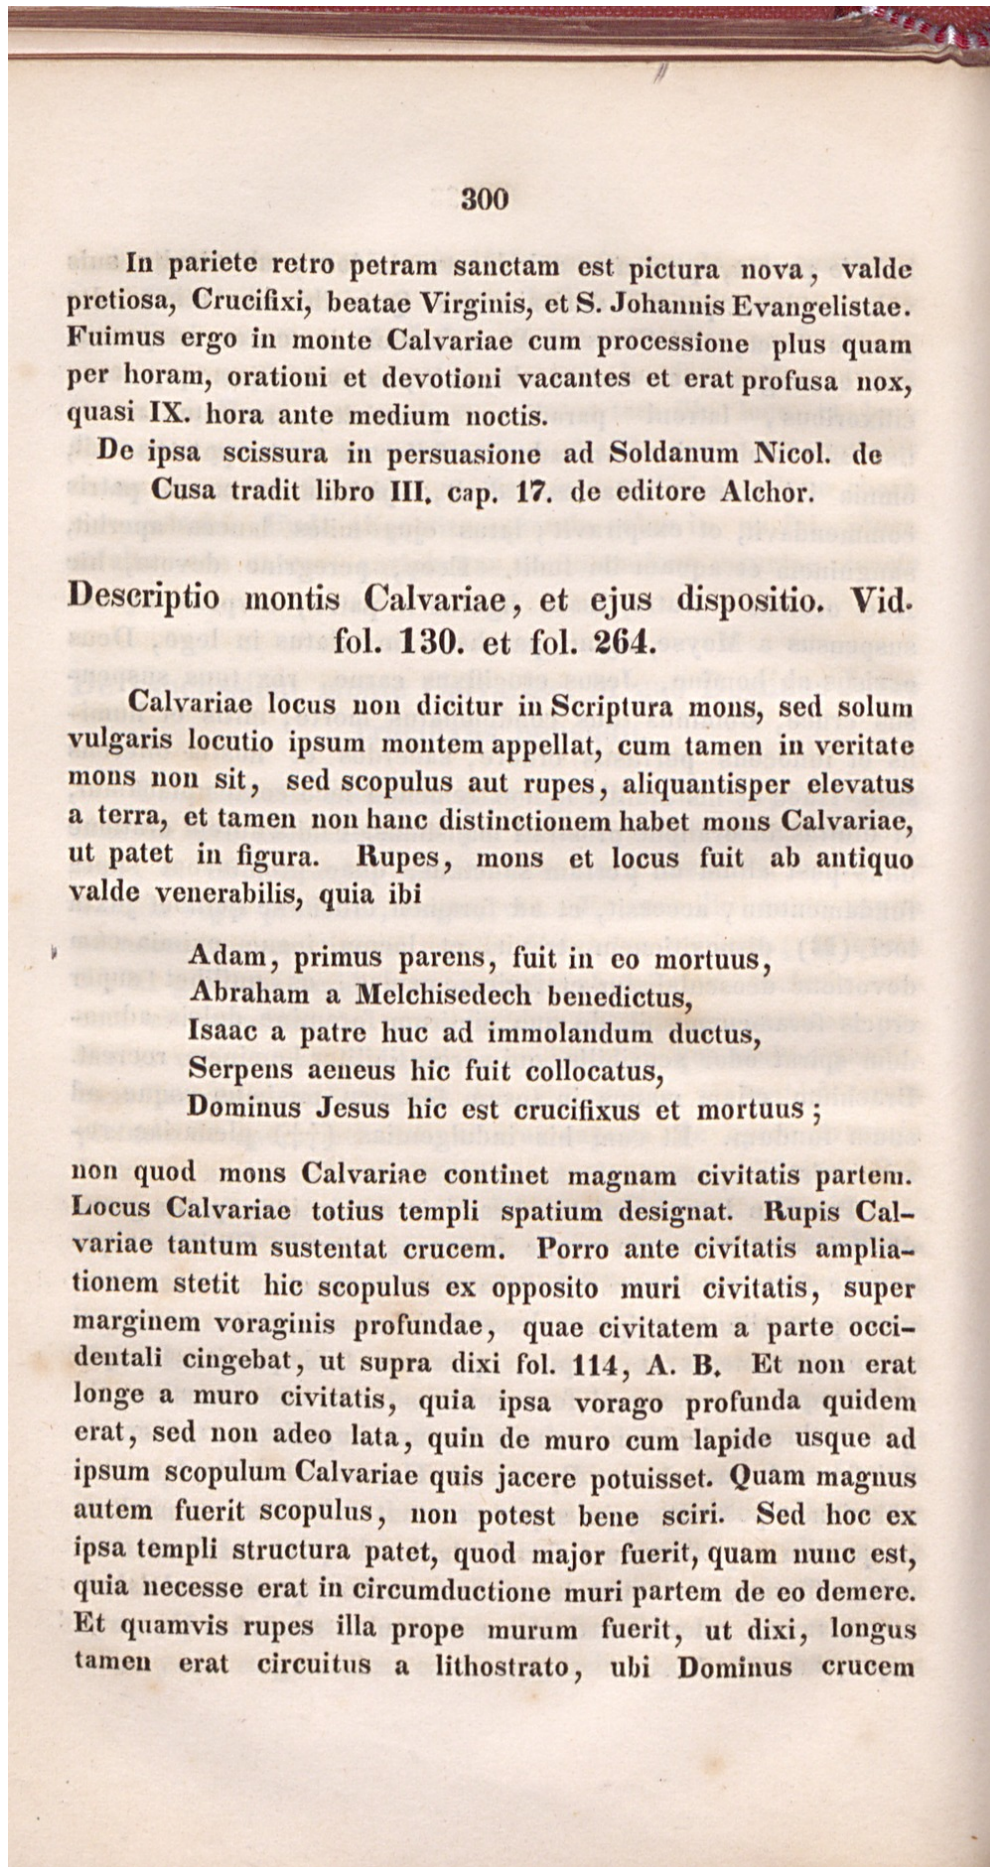 300
In pariete retro petram sanctam est pictura nova, valde
pretiosa, Crucifixi, beatae Virginis, et S. Johannis Evangelistae.
Fuimus ergo in monte Calvariae cum processione plus quam
per horam, orationi et devotioni vacantes et erat profusa nox,
quasi IX. hora ante medium noctis.
De ipsa scissura in persuasione ad Soldanum Nicol. de
Cusa tradit libro III. cap. 17. de editore Alchor.
Descriptio montis Calvariae, et ejus dispositio. Vid.
fol. 130. et fol. 264.
Calvariae locus non dicitur in Scriptura mons, sed solum
vulgaris locutio ipsum montem appellat, cum tamen in veritate
mons non sit, sed scopulus aut rupes, aliquantisper elevatus
a terra, et tamen non hanc distinctionem habet mons Calvariae,
ut patet in figura. Rupes, mons et locus fuit ab antiquo
valde venerabilis, quia ibi
Adam, primus parens, fuit in eo mortuus,
Abraham a Melchisedech benedictus,
Isaac a patre huc ad immolandum ductus,
Serpens aeneus hic fuit collocatus,
Dominus Jesus hic est crucifixus et mortuus;
non quod mons Calvariae continet magnam civitatis partem.
Locus Calvariae totius templi spatium designat. Rupis Cal-
variae tantum sustentat crucem. Porro ante civitatis amplia-
tionem stetit hic scopulus ex opposito muri civitatis, super
marginem voraginis profundae, quae civitatem a parte occi-
dentali cingebat, ut supra dixi fol. 114, A. B. Et non erat
longe a muro civitatis, quia ipsa vorago profunda quidem
erat, sed non adeo lata, quin de muro cum lapide usque ad
ipsum scopulum Calvariae quis jacere potuisset. Quam magnus
autem fuerit scopulus, non potest bene sciri. Sed hoc ex
ipsa templi structura patet, quod major fuerit, quam nunc est,
quia necesse erat in circumductione muri partem de eo demere.
Et quamvis rupes illa prope murum fuerit, ut dixi, longus
tamen erat circuitus a lithostrato, ubi Dominus crucem